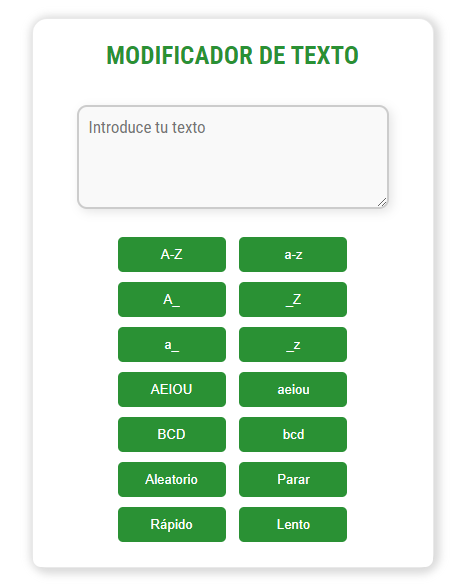 MODIFICADOR DE TEXTO
Introduce tu texto
A-Z a-z
A_ _Z
a_ _z
AEIOU aeiou
BCD bcd
Aleatorio Parar
Rápido Lento